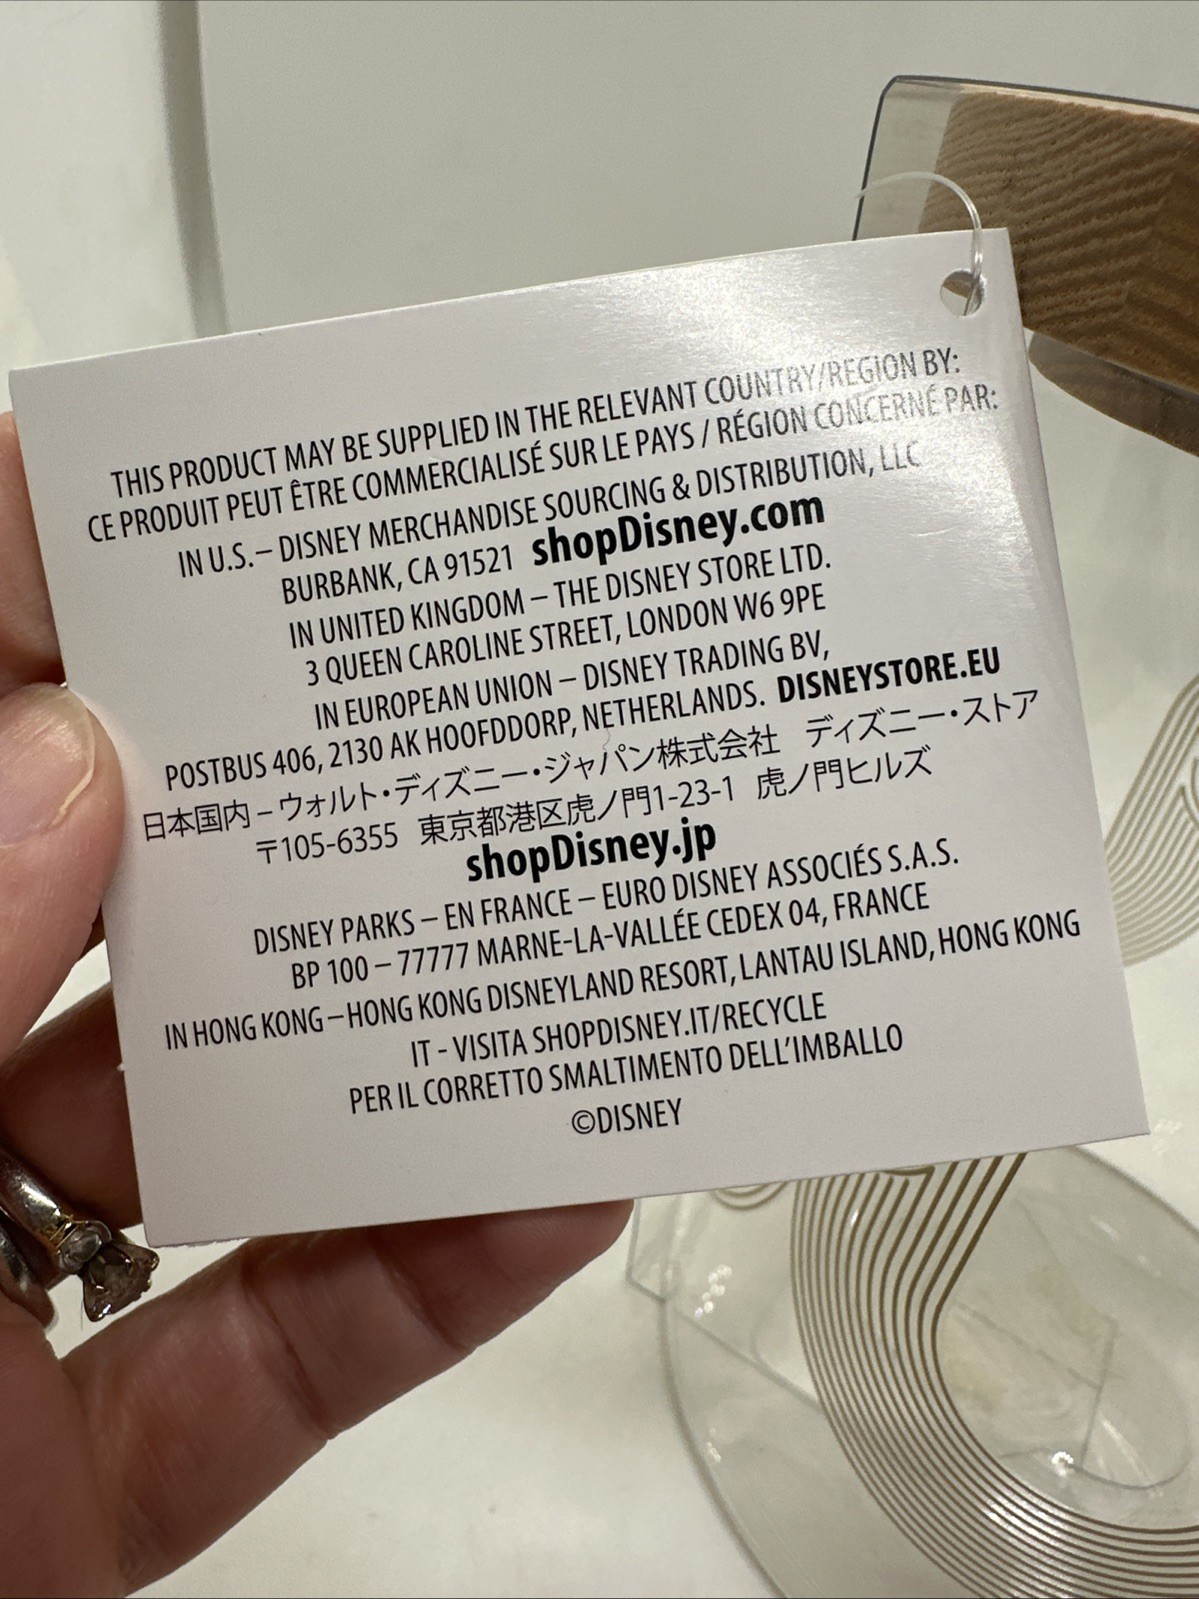 THIS PRODUCT MAY BE SUPPLIED IN THE RELEVANT COUNTRY/REGION BY:
CE PRODUIT PEUT ÊTRE COMMERCIALISÉ SUR LE PAYS / RÉGION CONCERNÉ PAR:
IN U.S. – DISNEY MERCHANDISE SOURCING & DISTRIBUTION, LLC
BURBANK, CA 91521 shopDisney.com
IN UNITED KINGDOM – THE DISNEY STORE LTD.
3 QUEEN CAROLINE STREET, LONDON W6 9PE
IN EUROPEAN UNION – DISNEY TRADING BV,
POSTBUS 406, 2130 AK HOOFDDORP, NETHERLANDS. DISNEYSTORE.EU
日本国内 – ウォルト・ディズニー・ジャパン株式会社 ディズニー・ストア
〒105-6355 東京都港区虎ノ門1-23-1 虎ノ門ヒルズ
shopDisney.jp
DISNEY PARKS – EN FRANCE – EURO DISNEY ASSOCIÉS S.A.S.
BP 100 – 77777 MARNE-LA-VALLÉE CEDEX 04, FRANCE
IN HONG KONG – HONG KONG DISNEYLAND RESORT, LANTAU ISLAND, HONG KONG
IT - VISITA SHOPDISNEY.IT/RECYCLE
PER IL CORRETTO SMALTIMENTO DELL'IMBALLO
©DISNEY